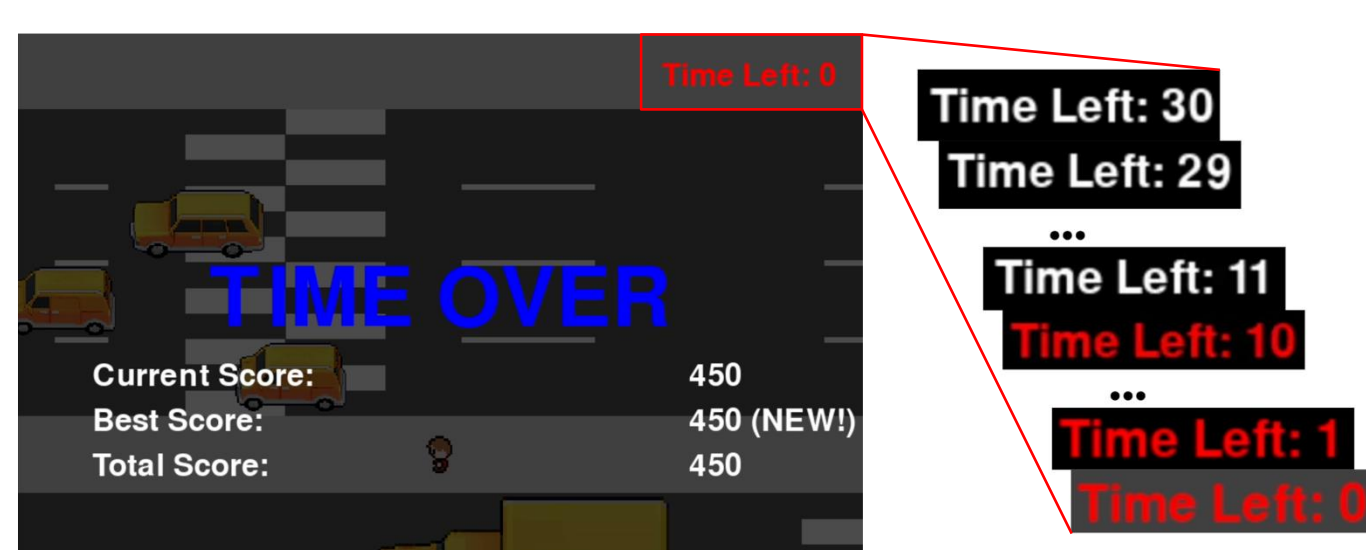 Time Left: 0
TIME OVER
Current Score: 450
Best Score: 450 (NEW!)
Total Score: 450
Time Left: 30
Time Left: 29
...
Time Left: 11
Time Left: 10
...
Time Left: 1
Time Left: 0